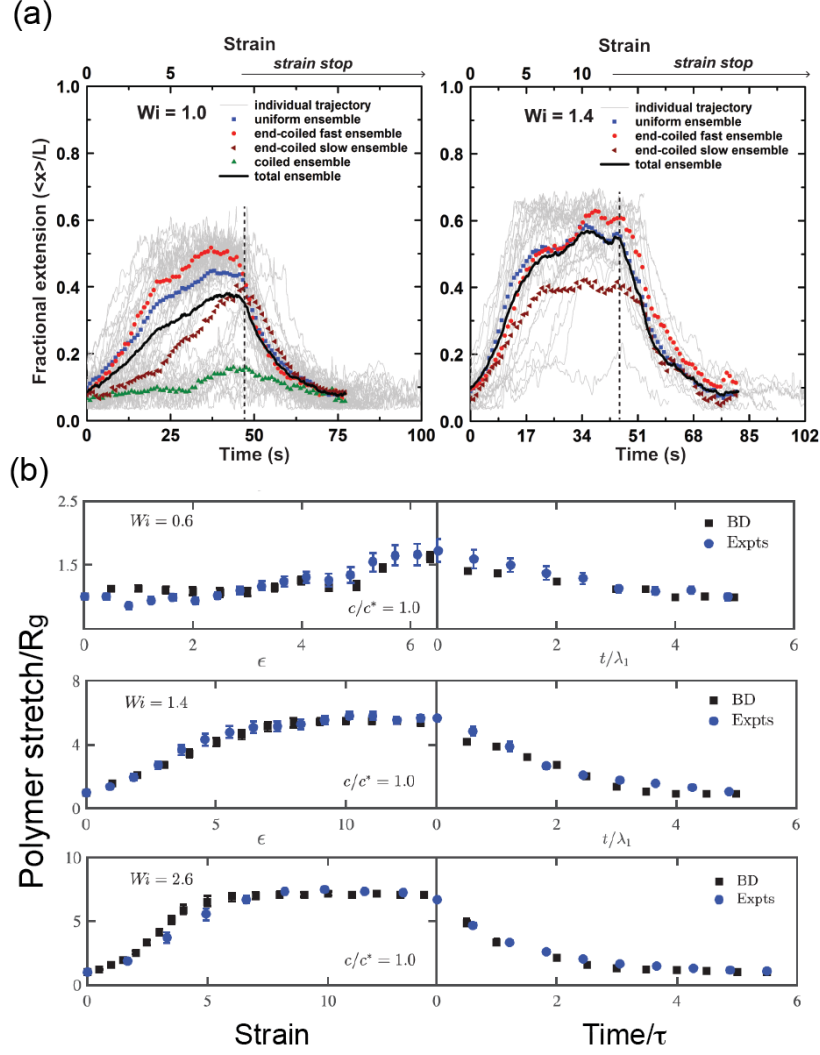 (a)
Strain
0 5 strain stop
Wi = 1.0
individual trajectory
uniform ensemble
end-coiled fast ensemble
end-coiled slow ensemble
coiled ensemble
total ensemble
Fractional extension (<x>/L)
1.0
0.8
0.6
0.4
0.2
0.0
0 25 50 75 100
Time (s)
Strain
0 5 10 strain stop
Wi = 1.4
individual trajectory
uniform ensemble
end-coiled fast ensemble
end-coiled slow ensemble
total ensemble
1.0
0.8
0.6
0.4
0.2
0.0
0 17 34 51 68 85 102
Time (s)
(b)
Polymer stretch/Rg
2.5
1.5
Wi = 0.6
c/c* = 1.0
BD
Expts
0 2 4 6 0 2 4 6
ϵ t/λ1
8
4
0
Wi = 1.4
c/c* = 1.0
BD
Expts
0 5 10 0 2 4 6
ϵ t/λ1
10
5
0
Wi = 2.6
c/c* = 1.0
BD
Expts
0 5 10 0 2 4 6
Strain Time/τ